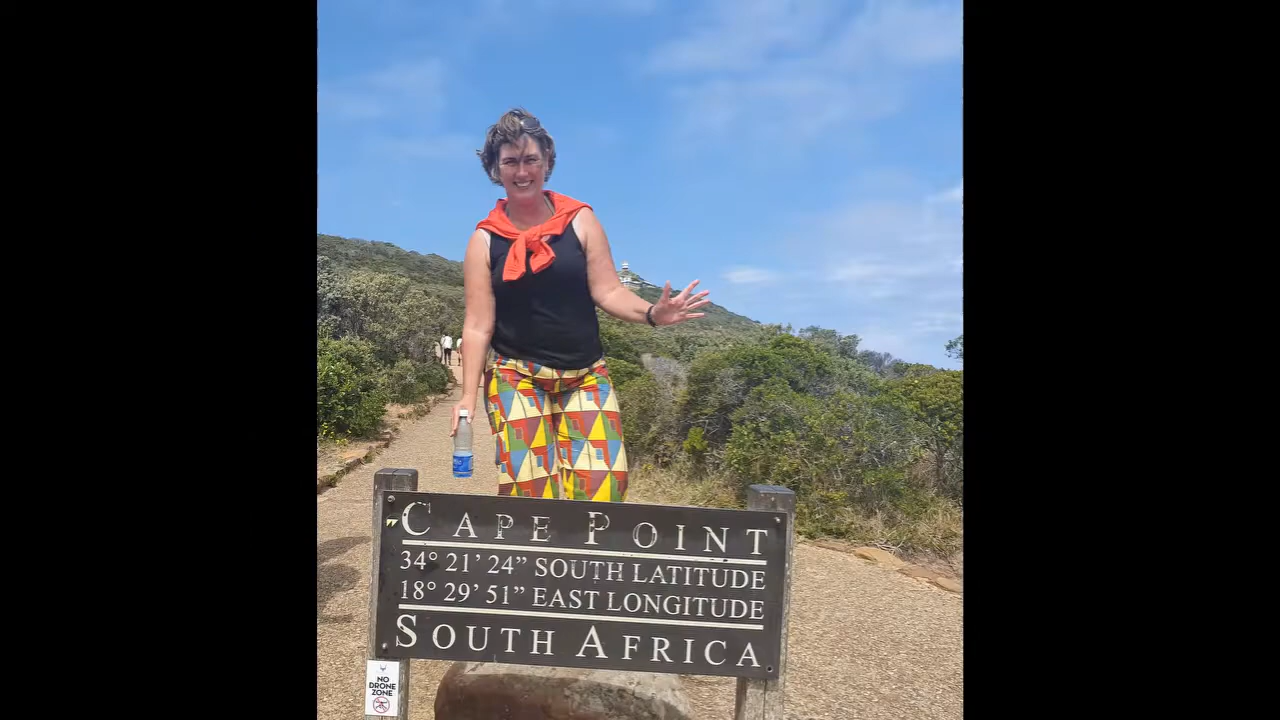 CAPE POINT
34° 21' 24" SOUTH LATITUDE
18° 29' 51" EAST LONGITUDE
SOUTH AFRICA
NO
DRONE
ZONE